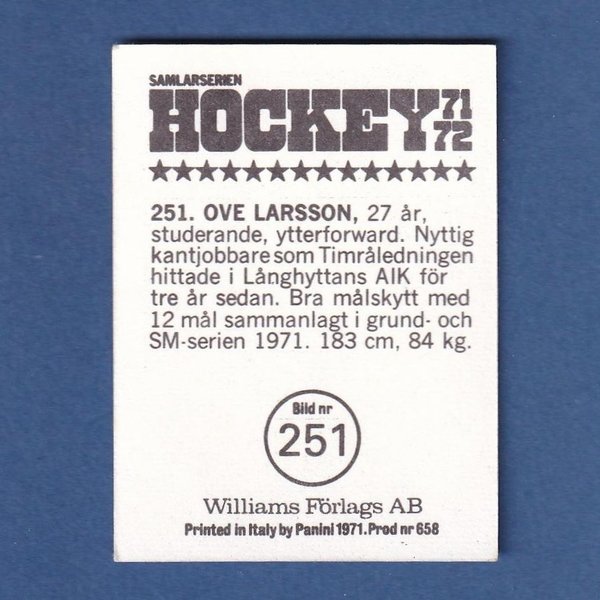 SAMLARSERIEN
HOCKEY 71 72
251. OVE LARSSON, 27 år,
studerande, ytterforward. Nyttig
kantjobbare som Timråledningen
hittade i Långhyttans AIK för
tre år sedan. Bra målskytt med
12 mål sammanlagt i grund- och
SM-serien 1971. 183 cm, 84 kg.
Bild nr
251
Williams Förlags AB
Printed in Italy by Panini 1971. Prod nr 658